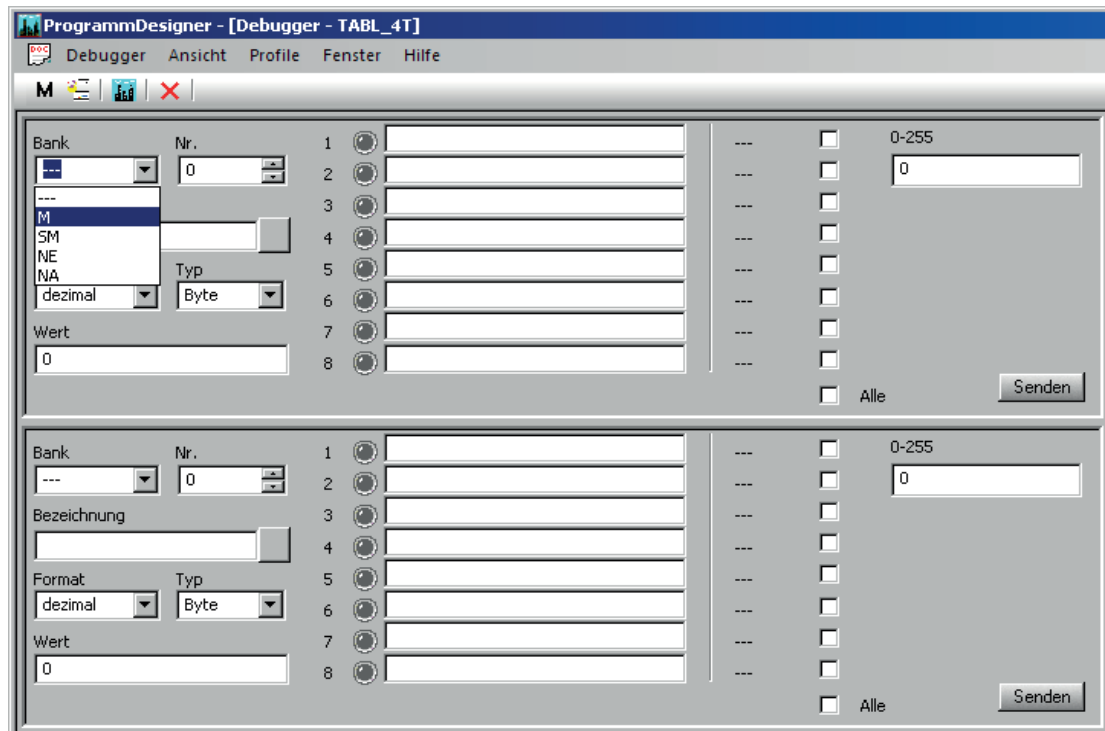 ProgrammDesigner - [Debugger - TABL_4T]
DOC Debugger Ansicht Profile Fenster Hilfe
M
Bank Nr. 1 --- 0-255
--- 0 2 --- 0
---
M 3 ---
SM 4 ---
NE
NA Typ 5 ---
dezimal Byte 6 ---
Wert 7 ---
0 8 ---
Alle Senden
Bank Nr. 1 --- 0-255
--- 0 2 --- 0
Bezeichnung 3 ---
4 ---
Format Typ 5 ---
dezimal Byte 6 ---
Wert 7 ---
0 8 ---
Alle Senden